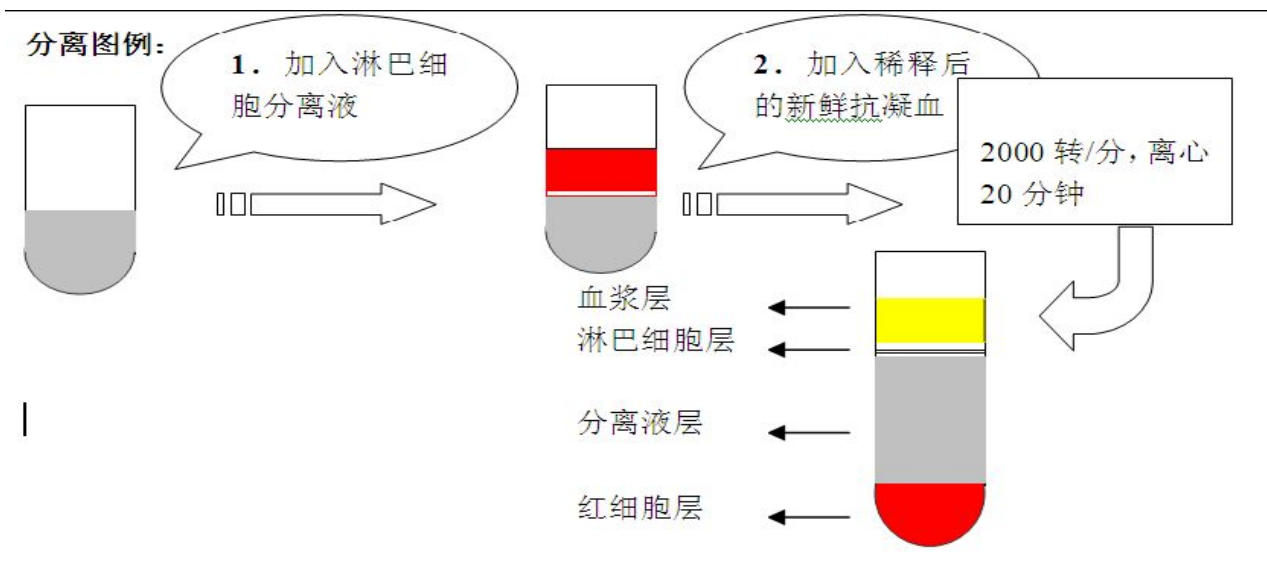 分离图例：
1．加入淋巴细
胞分离液
2．加入稀释后
的新鲜抗凝血
2000 转/分，离心
20 分钟
血浆层
淋巴细胞层
分离液层
红细胞层